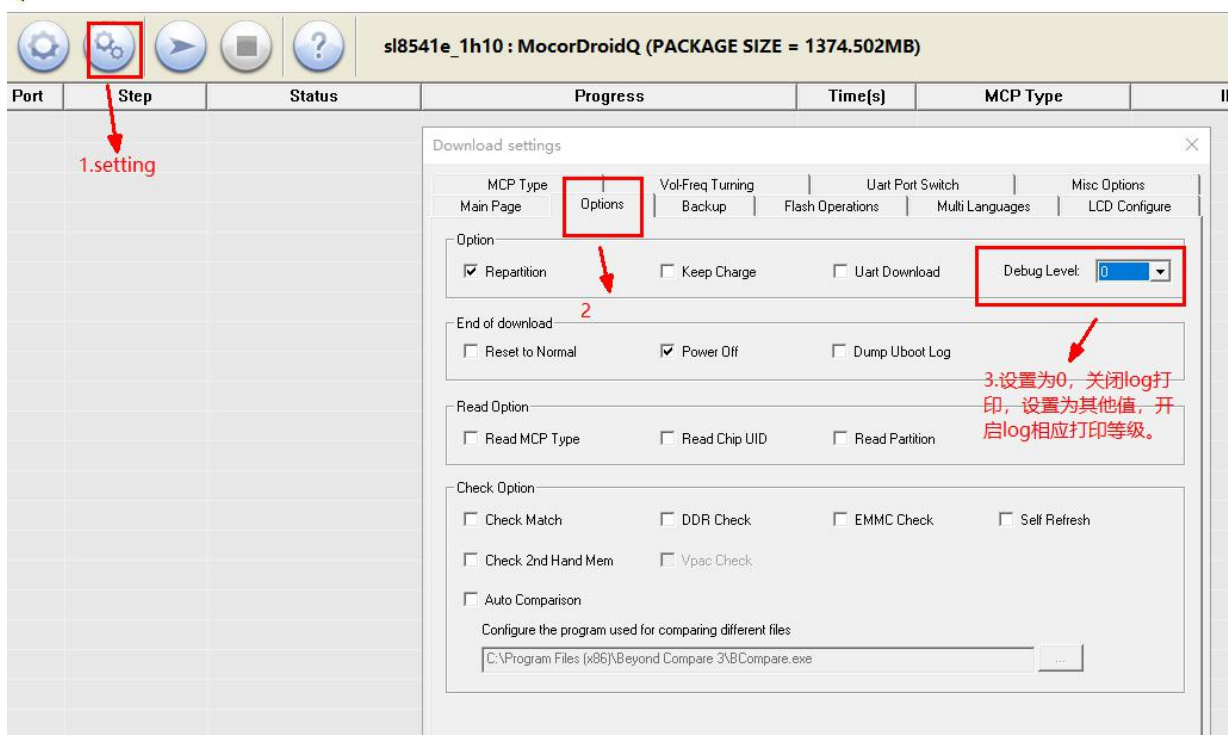 sl8541e_1h10 : MocorDroidQ (PACKAGE SIZE = 1374.502MB)
Port Step Status Progress Time(s) MCP Type
1.setting
Download settings
MCP Type Vol-Freq Turning Uart Port Switch Misc Options
Main Page Options Backup Flash Operations Multi Languages LCD Configure
Option
Repartition Keep Charge Uart Download Debug Level: 0
2
End of download
Reset to Normal Power Off Dump Uboot Log
3.设置为0，关闭log打
印，设置为其他值，开
启log相应打印等级。
Read Option
Read MCP Type Read Chip UID Read Partition
Check Option
Check Match DDR Check EMMC Check Self Refresh
Check 2nd Hand Mem Vpac Check
Auto Comparison
Configure the program used for comparing different files
C:\Program Files (x86)\Beyond Compare 3\BCompare.exe ...